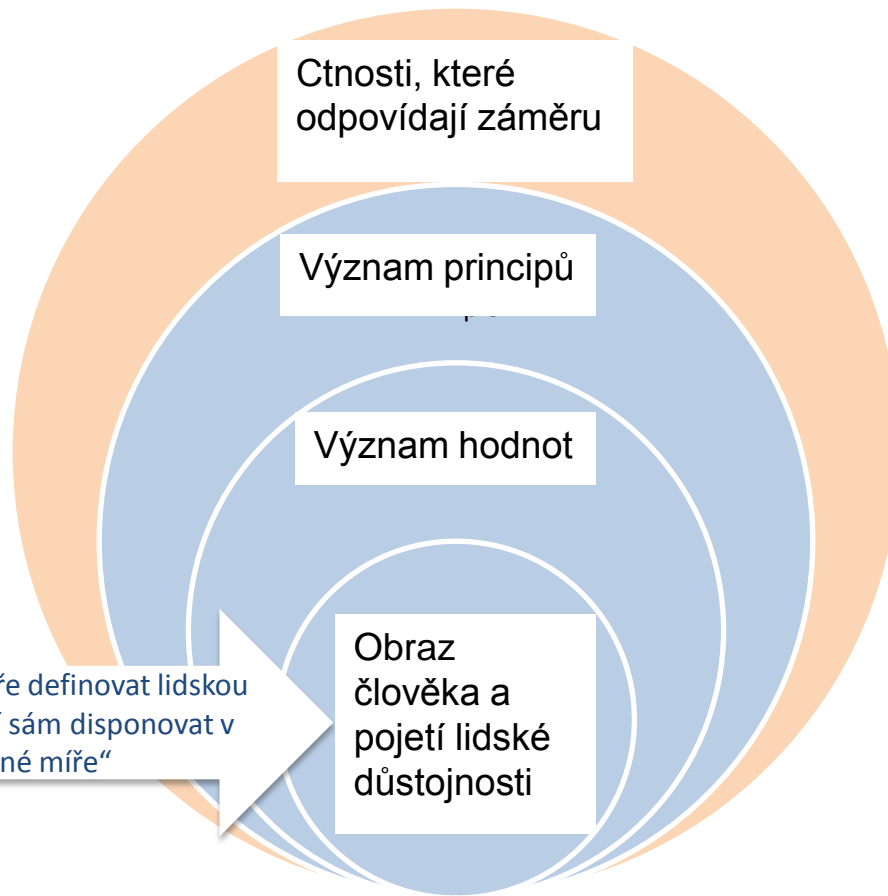 Ctnosti, které
odpovídají záměru
Význam principů
Význam hodnot
Obraz
člověka a
pojetí lidské
důstojnosti
definovat lidskou
sám disponovat v
míře“